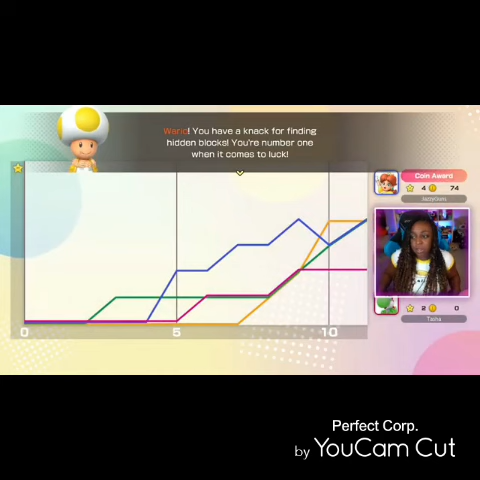 Wario! You have a knack for finding
hidden blocks! You're number one
when it comes to luck!
Coin Award
4 74
2 0
Tasha
0 5 10
Perfect Corp.
by YouCam Cut